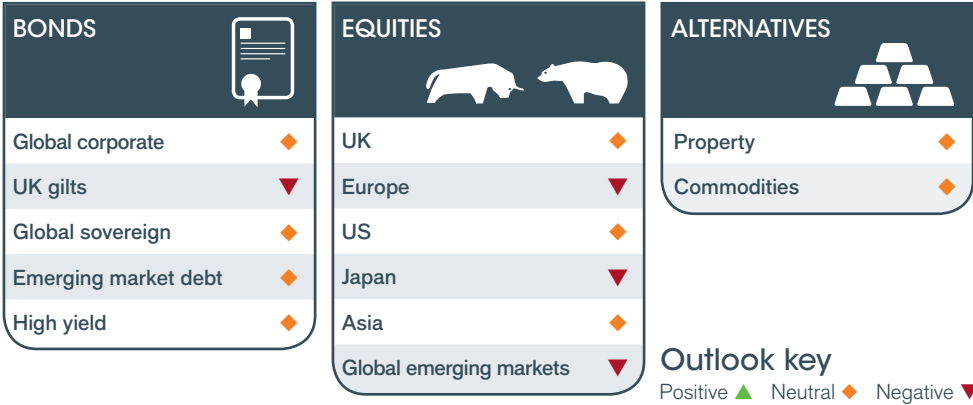 BONDS
Global corporate
UK gilts
Global sovereign
Emerging market debt
High yield
EQUITIES
UK
Europe
US
Japan
Asia
Global emerging markets
ALTERNATIVES
Property
Commodities
Outlook key
Positive Neutral Negative